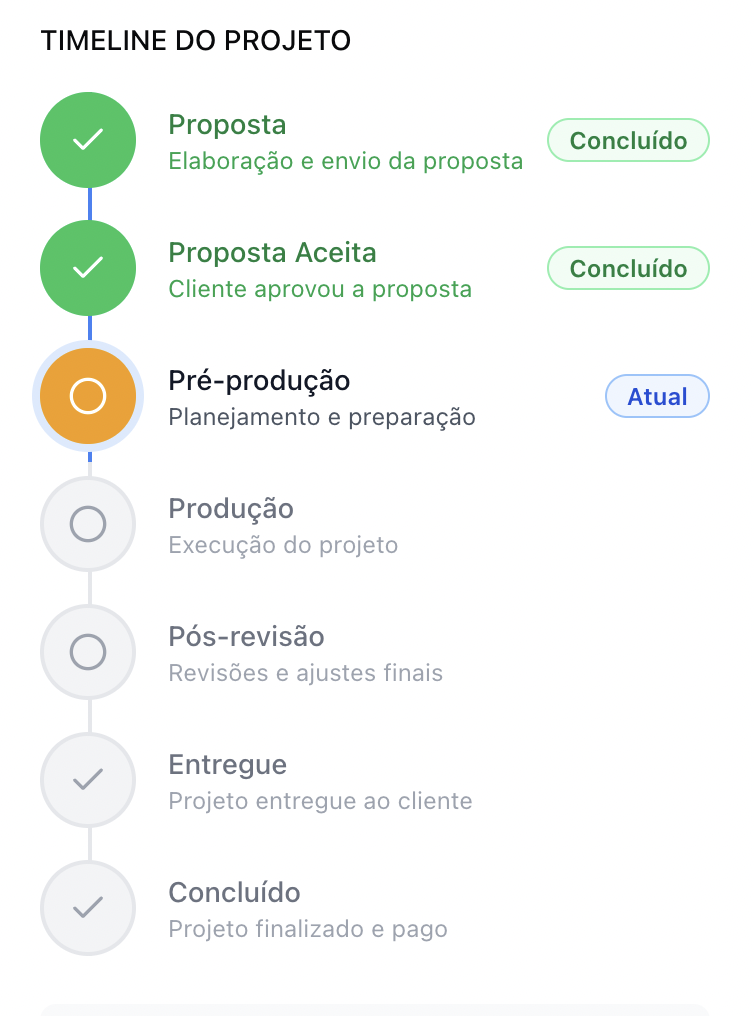 TIMELINE DO PROJETO
Proposta
Elaboração e envio da proposta
Concluído
Proposta Aceita
Cliente aprovou a proposta
Concluído
Pré-produção
Planejamento e preparação
Atual
Produção
Execução do projeto
Pós-revisão
Revisões e ajustes finais
Entregue
Projeto entregue ao cliente
Concluído
Projeto finalizado e pago